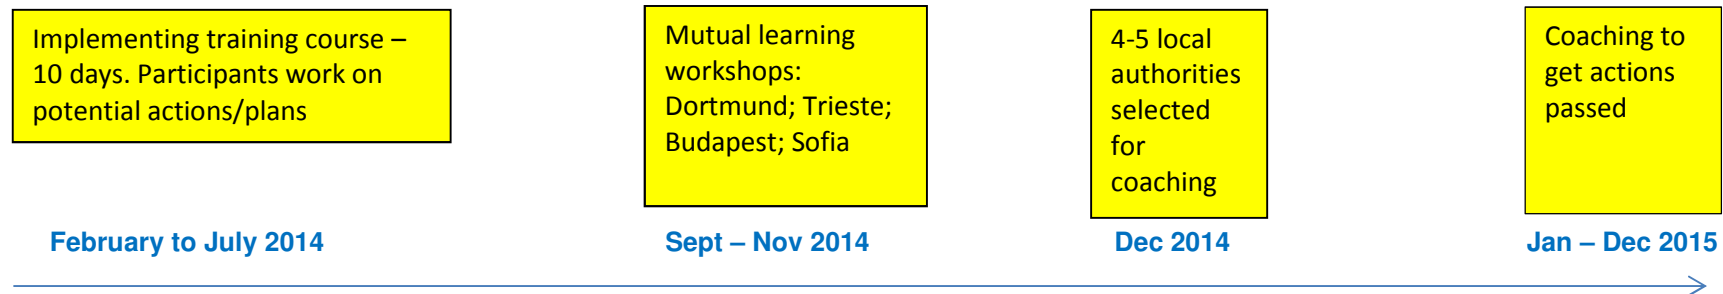 Implementing training course –
10 days. Participants work on
potential actions/plans
Mutual learning
workshops:
Dortmund; Trieste;
Budapest; Sofia
4-5 local
authorities
selected
for
coaching
Coaching to
get actions
passed
February to July 2014
Sept – Nov 2014
Dec 2014
Jan – Dec 2015